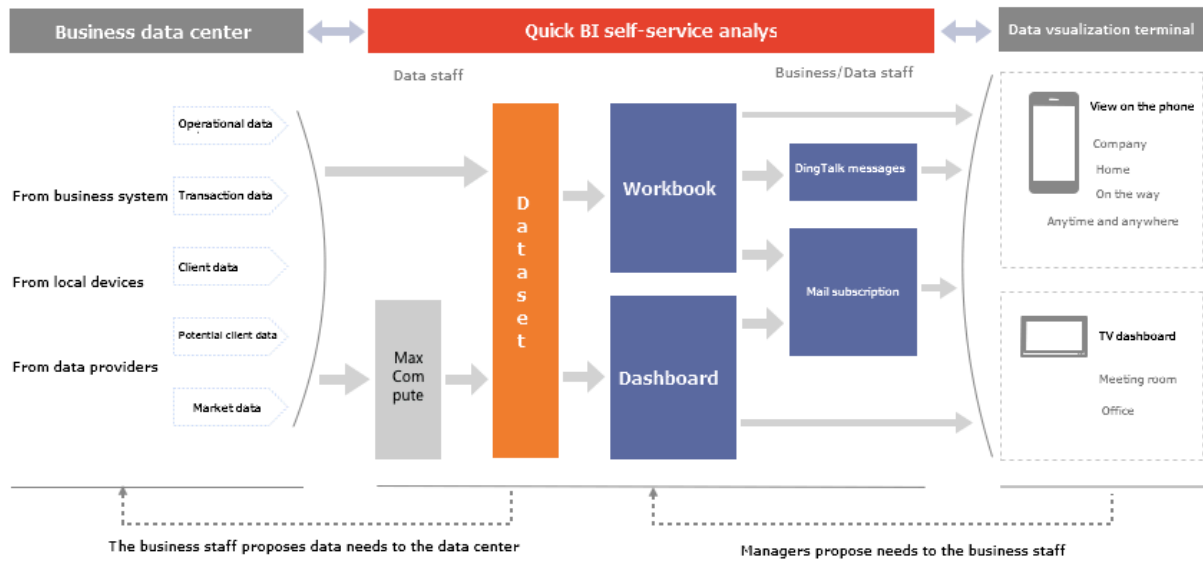 Business data center
Quick BI self-service analys
Data vsualization terminal
Data staff
Business/Data staff
From business system
From local devices
From data providers
Operational data
Transaction data
Client data
Potential client data
Market data
Max
Com
pute
D
a
t
a
s
e
t
Workbook
Dashboard
DingTalk messages
Mail subscription
View on the phone
Company
Home
On the way
Anytime and anywhere
TV dashboard
Meeting room
Office
The business staff proposes data needs to the data center
Managers propose needs to the business staff